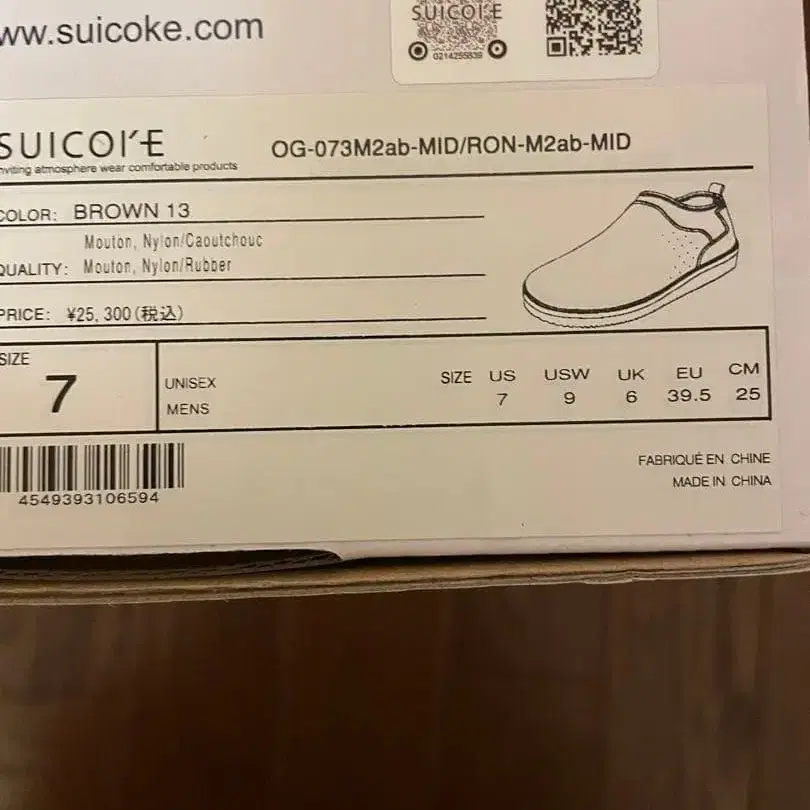 ww.suicoke.com
SUICOKE
0214255839
SUICOKE
nviting atmosphere wear comfortable products
OG-073M2ab-MID/RON-M2ab-MID
COLOR: BROWN 13
Mouton, Nylon/Caoutchouc
QUALITY: Mouton, Nylon/Rubber
PRICE: ¥25,300(税込)
SIZE
7
UNISEX
MENS
SIZE US USW UK EU CM
7 9 6 39.5 25
4549393106594
FABRIQUÉ EN CHINE
MADE IN CHINA